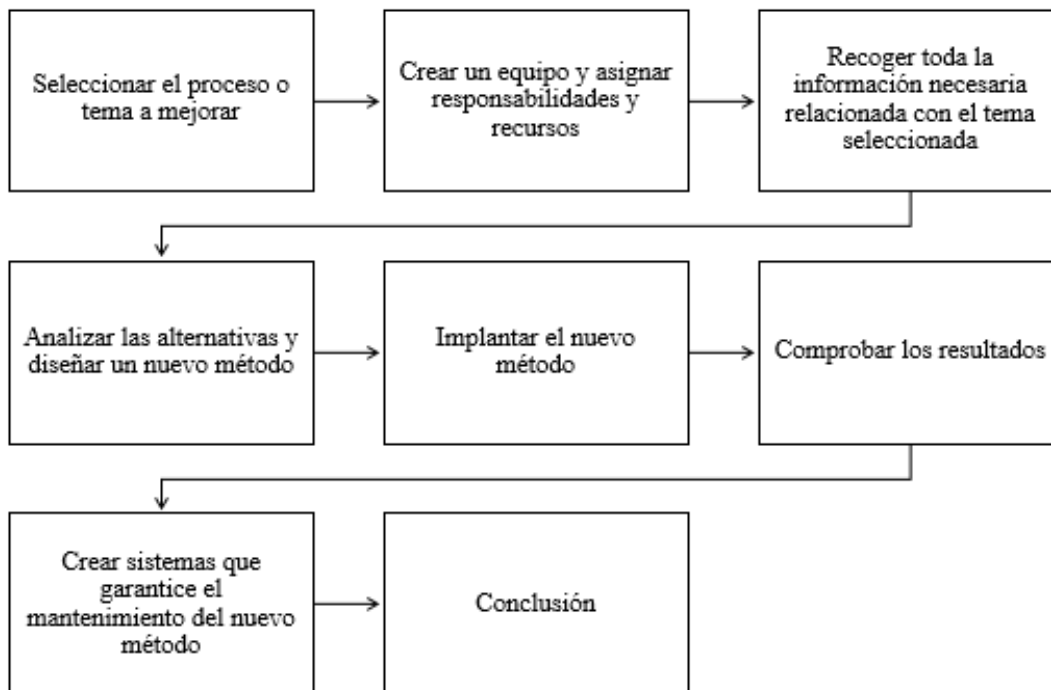 Seleccionar el proceso o
tema a mejorar
Crear un equipo y asignar
responsabilidades y
recursos
Recoger toda la
información necesaria
relacionada con el tema
seleccionada
Analizar las alternativas y
diseñar un nuevo método
Implantar el nuevo
método
Comprobar los resultados
Crear sistemas que
garantice el
mantenimiento del nuevo
método
Conclusión